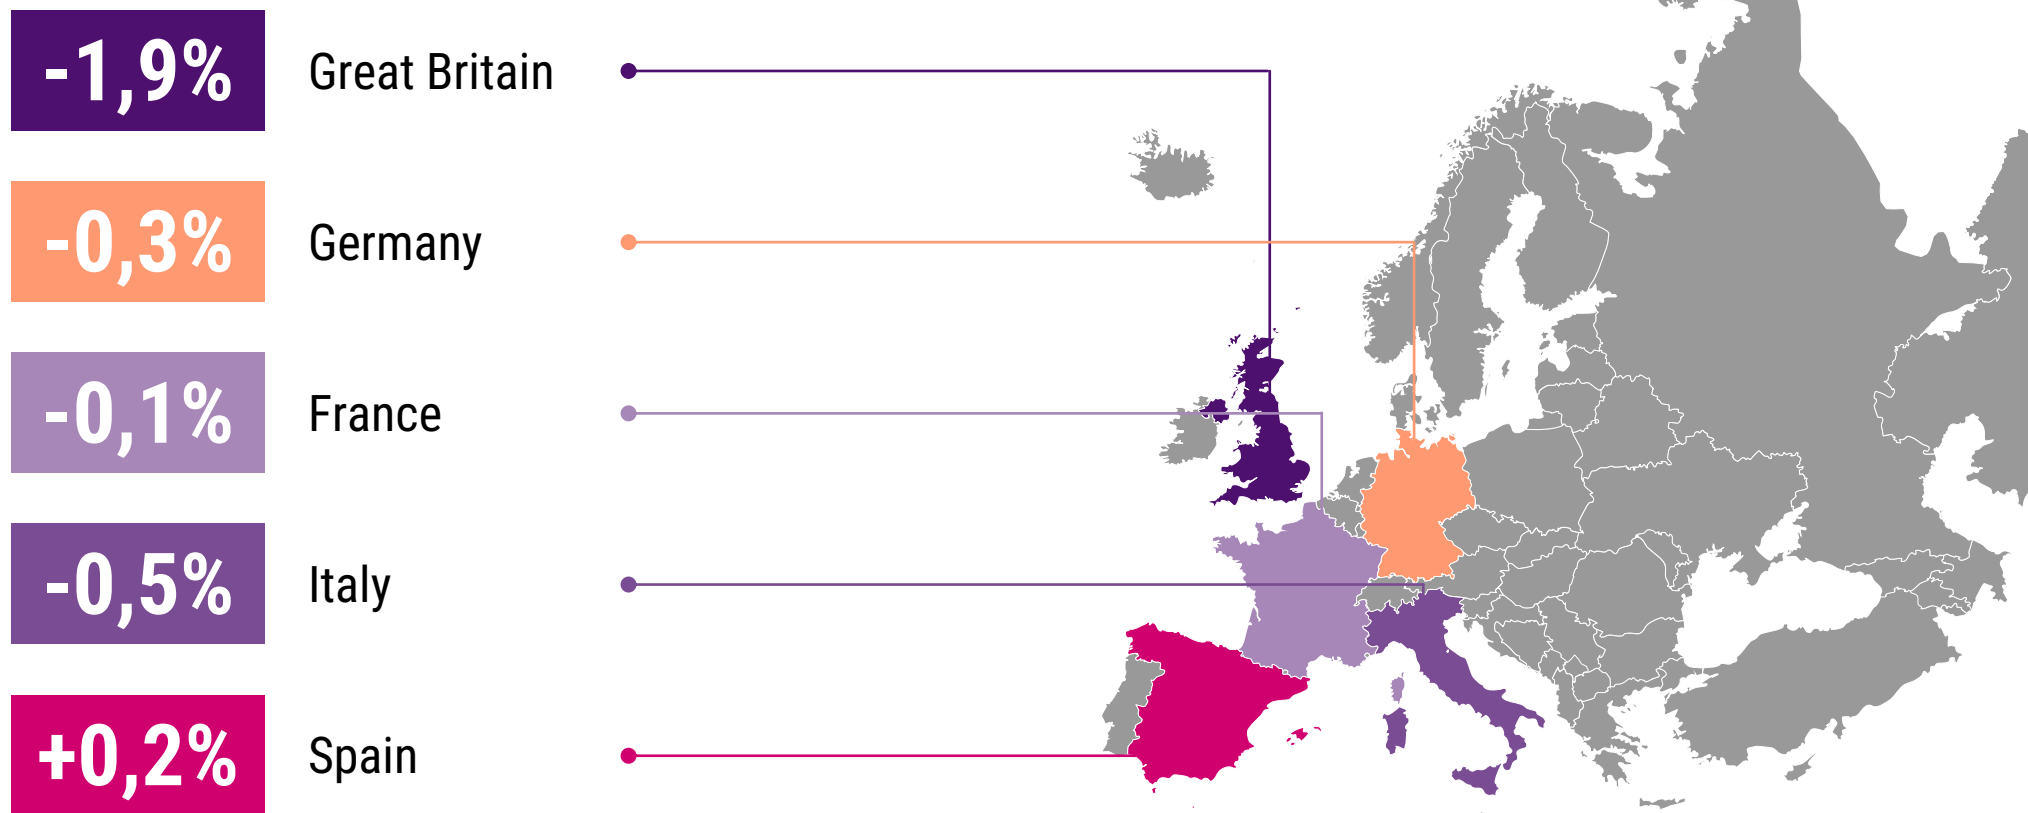 -1,9% Great Britain
-0,3% Germany
-0,1% France
-0,5% Italy
+0,2% Spain